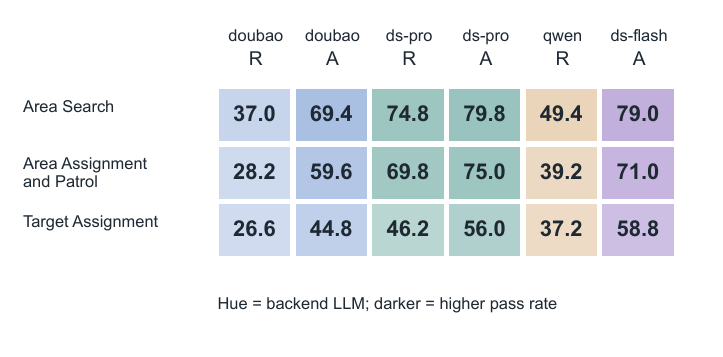 doubao doubao ds-pro ds-pro qwen ds-flash
R A R A R A
Area Search 37.0 69.4 74.8 79.8 49.4 79.0
Area Assignment
and Patrol 28.2 59.6 69.8 75.0 39.2 71.0
Target Assignment 26.6 44.8 46.2 56.0 37.2 58.8
Hue = backend LLM; darker = higher pass rate